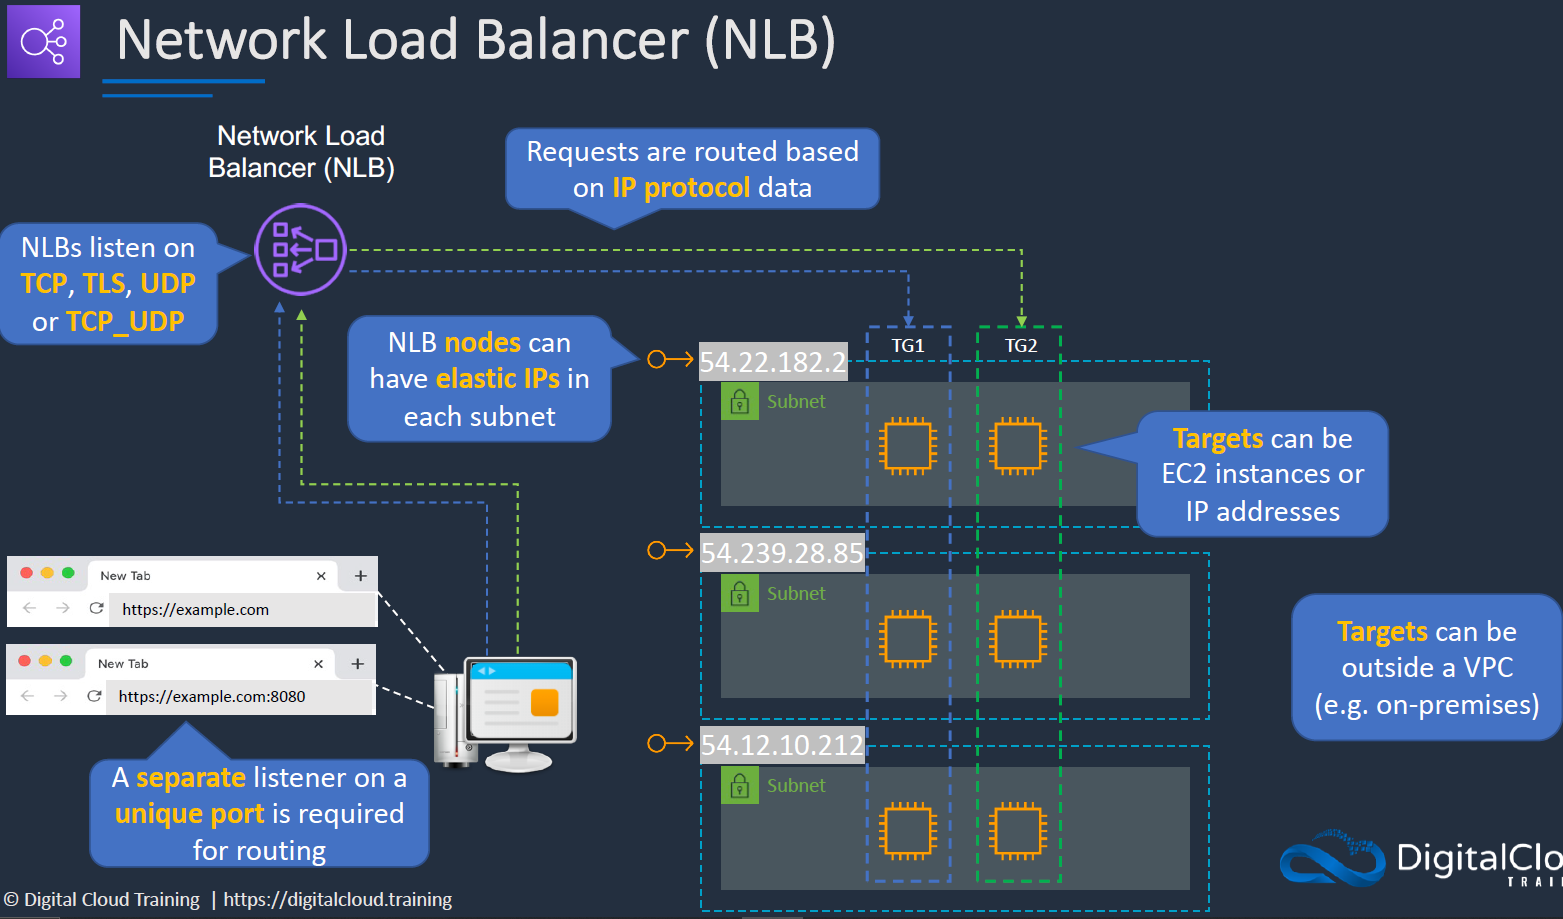 Network Load Balancer (NLB)
Network Load
Balancer (NLB)
Requests are routed based
on IP protocol data
NLBs listen on
TCP, TLS, UDP
or TCP_UDP
NLB nodes can
have elastic IPs in
each subnet
TG1
TG2
54.22.182.2
Subnet
Targets can be
EC2 instances or
IP addresses
54.239.28.85
Subnet
New Tab
https://example.com
New Tab
https://example.com:8080
Targets can be
outside a VPC
(e.g. on-premises)
54.12.10.212
Subnet
A separate listener on a
unique port is required
for routing
DigitalClo
TRAI
© Digital Cloud Training | https://digitalcloud.training